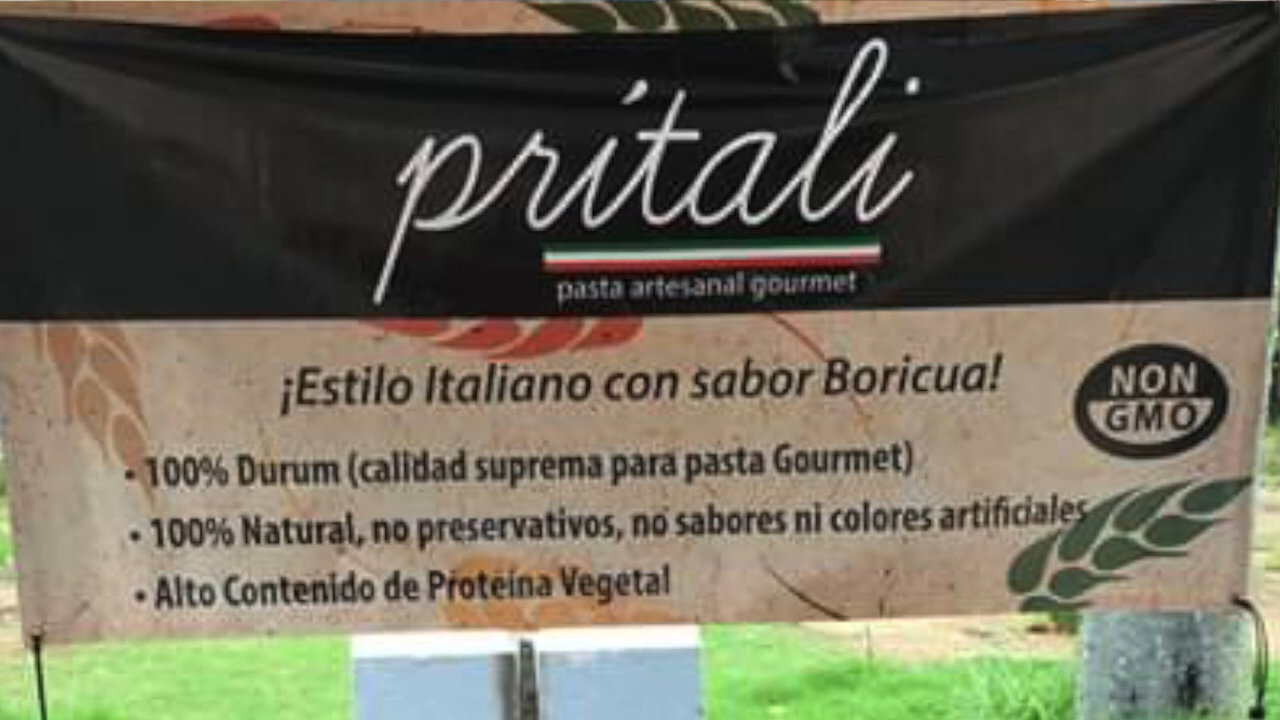 prítali
pasta artesanal gourmet
¡Estilo Italiano con sabor Boricua!
NON
GMO
• 100% Durum (calidad suprema para pasta Gourmet)
• 100% Natural, no preservativos, no sabores ni colores artificiales
• Alto Contenido de Proteína Vegetal